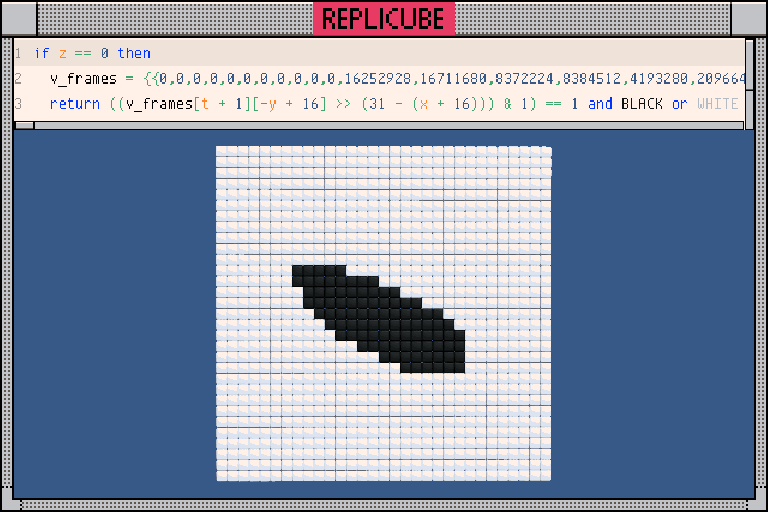 REPLICUBE
1 if z == 0 then
2 v_frames = {{0,0,0,0,0,0,0,0,0,0,0,16252928,16711680,8372224,8384512,4193280,209664
3 return ((v_frames[t + 1][-y + 16] >> (31 - (x + 16))) & 1) == 1 and BLACK or WHITE